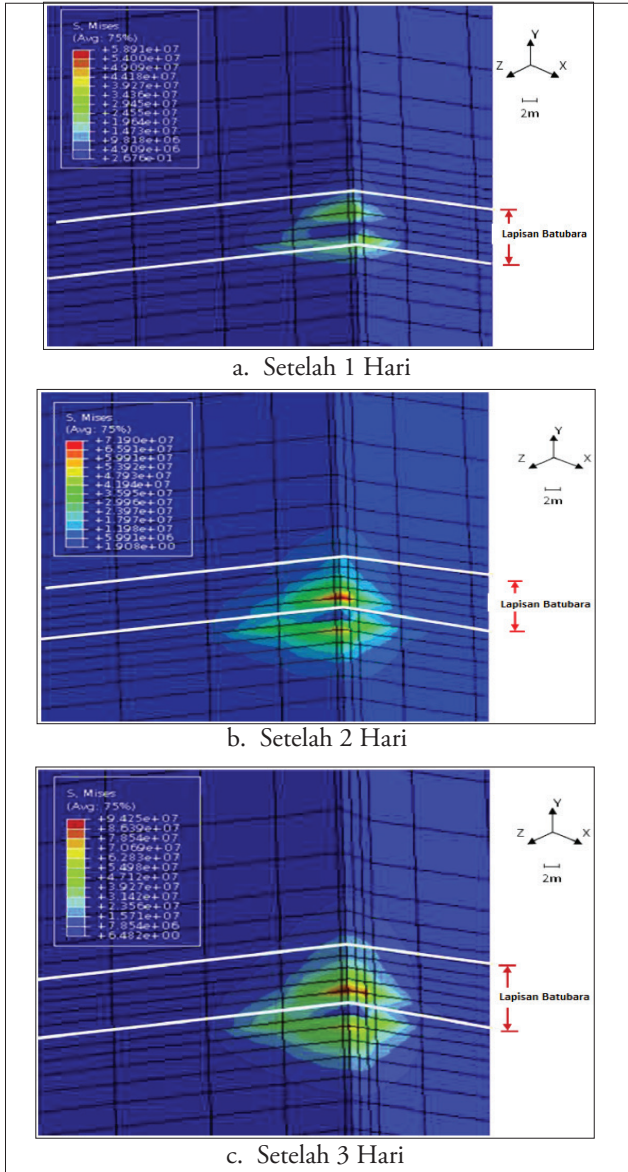 S, Mises
(Avg: 75%)
+5.891e+07
+5.400e+07
+4.909e+07
+4.418e+07
+3.927e+07
+3.436e+07
+2.945e+07
+2.455e+07
+1.964e+07
+1.473e+07
+9.818e+06
+4.909e+06
+2.676e-01
Y
Z
X
2m
Lapisan Batubara
a. Setelah 1 Hari
S, Mises
(Avg: 75%)
+7.190e+07
+6.591e+07
+5.991e+07
+5.392e+07
+4.793e+07
+4.194e+07
+3.595e+07
+2.996e+07
+2.397e+07
+1.797e+07
+1.198e+07
+5.991e+06
+1.908e+00
Y
Z
X
2m
Lapisan Batubara
b. Setelah 2 Hari
S, Mises
(Avg: 75%)
+9.425e+07
+8.639e+07
+7.854e+07
+7.069e+07
+6.283e+07
+5.498e+07
+4.712e+07
+3.927e+07
+3.142e+07
+2.356e+07
+1.571e+07
+7.854e+06
+6.482e+00
Y
Z
X
2m
Lapisan Batubara
c. Setelah 3 Hari